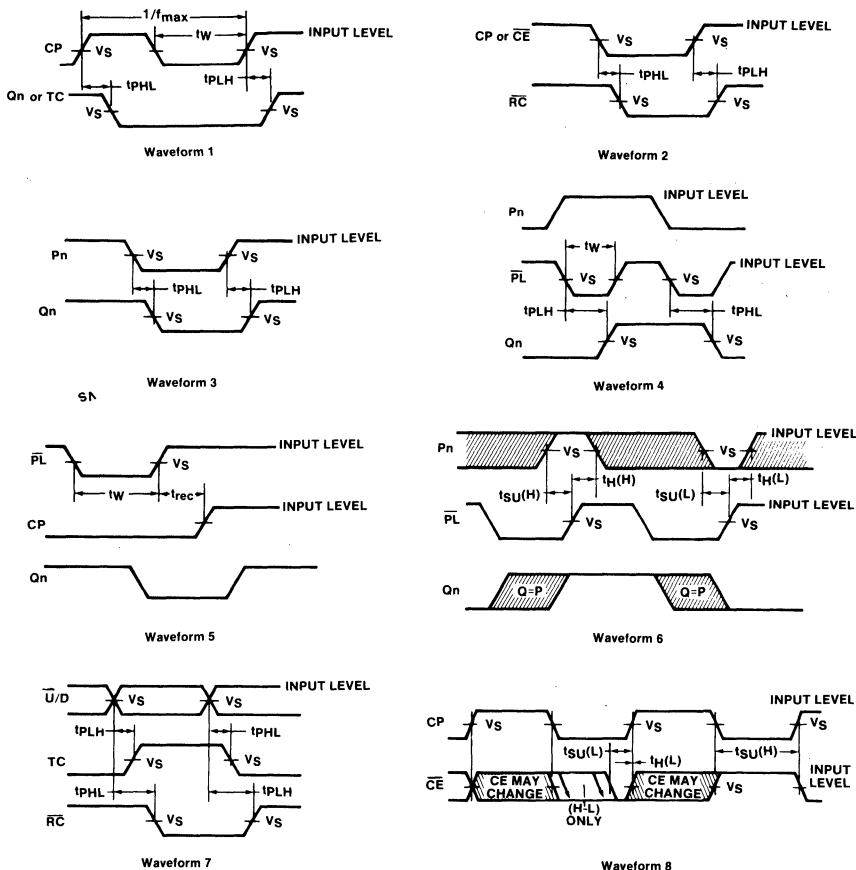 1/fmax
tW
INPUT LEVEL
CP
VS
VS
tPHL
tPLH
Qn or TC
VS
VS
Waveform 1
INPUT LEVEL
CP or CE
VS
VS
tPHL
tPLH
RC
VS
VS
Waveform 2
INPUT LEVEL
Pn
VS
VS
tPHL
tPLH
Qn
VS
VS
Waveform 3
INPUT LEVEL
Pn
tW
INPUT LEVEL
PL
VS
VS
tPLH
tPHL
Qn
VS
VS
Waveform 4
INPUT LEVEL
PL
VS
tW
trec
INPUT LEVEL
CP
Qn
Waveform 5
INPUT LEVEL
Pn
VS
VS
tSU(H)
tH(H)
tSU(L)
tH(L)
INPUT LEVEL
PL
VS
VS
Qn
Q=P
Q=P
Waveform 6
INPUT LEVEL
U/D
VS
VS
tPLH
tPHL
TC
VS
VS
tPHL
tPLH
RC
VS
VS
Waveform 7
INPUT LEVEL
CP
VS
VS
VS
tSU(L)
tH(L)
tSU(H)
CE
CE MAY CHANGE
CE MAY CHANGE
VS
INPUT LEVEL
(H-L) ONLY
Waveform 8